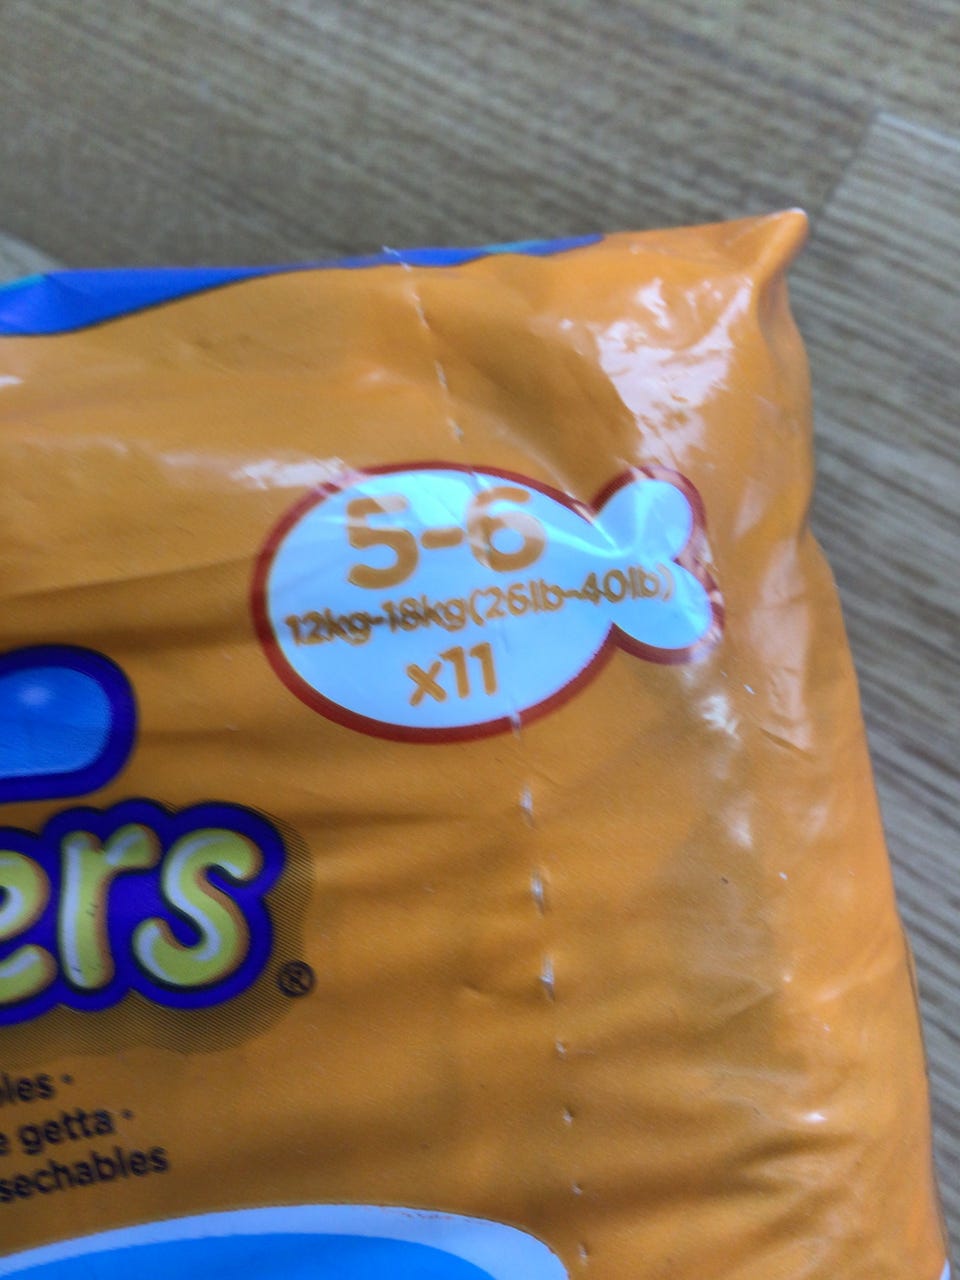 5-6
12kg-18kg(26lb-40lb)
x11
ers®
les •
e getta •
sechables